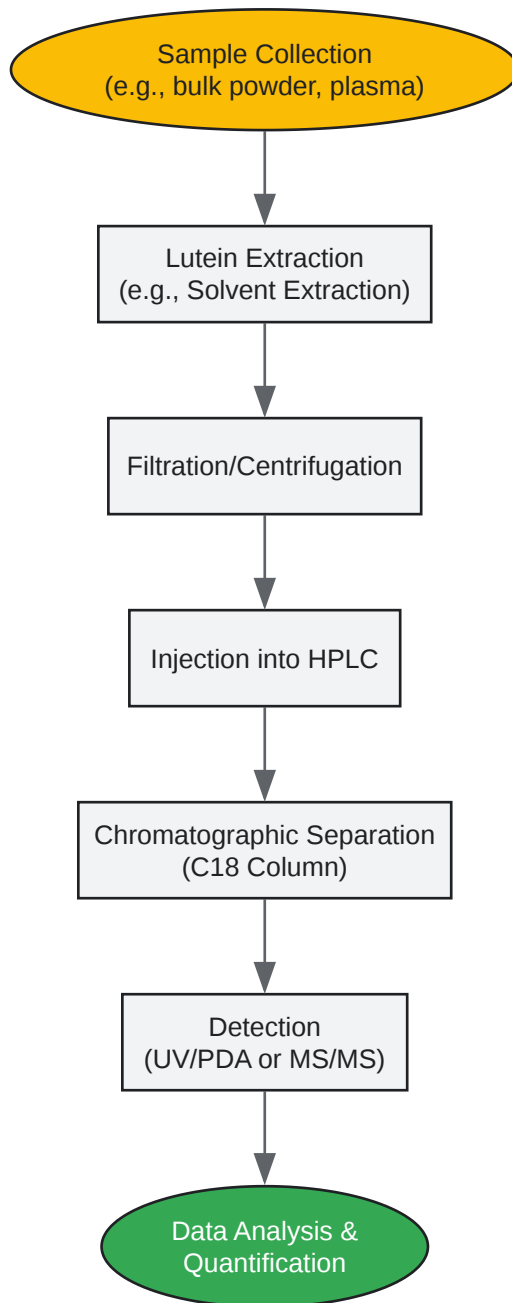 Sample Collection
(e.g., bulk powder, plasma)
Lutein Extraction
(e.g., Solvent Extraction)
Filtration/Centrifugation
Injection into HPLC
Chromatographic Separation
(C18 Column)
Detection
(UV/PDA or MS/MS)
Data Analysis &
Quantification